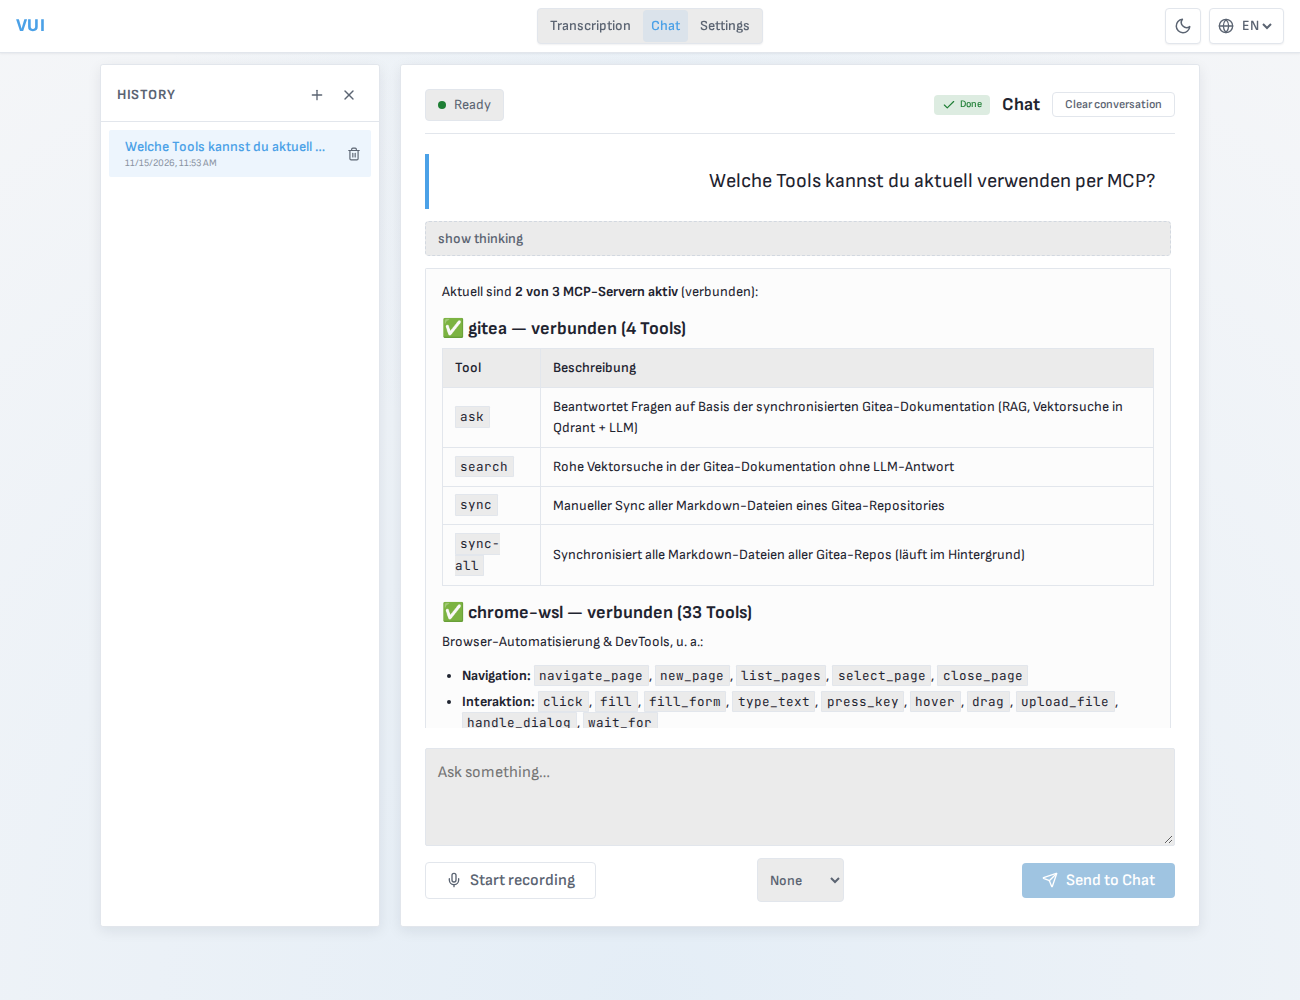 VUI
Transcription Chat Settings
EN
HISTORY
Welche Tools kannst du aktuell ...
11/15/2026, 11:53 AM
Ready
Done
Chat
Clear conversation
Welche Tools kannst du aktuell verwenden per MCP?
show thinking
Aktuell sind 2 von 3 MCP-Servern aktiv (verbunden):
✅ gitea — verbunden (4 Tools)
Tool Beschreibung
ask Beantwortet Fragen auf Basis der synchronisierten Gitea-Dokumentation (RAG, Vektorsuche in
Qdrant + LLM)
search Rohe Vektorsuche in der Gitea-Dokumentation ohne LLM-Antwort
sync Manueller Sync aller Markdown-Dateien eines Gitea-Repositories
sync-
all Synchronisiert alle Markdown-Dateien aller Gitea-Repos (läuft im Hintergrund)
✅ chrome-wsl — verbunden (33 Tools)
Browser-Automatisierung & DevTools, u. a.:
• Navigation: navigate_page, new_page, list_pages, select_page, close_page
• Interaktion: click, fill, fill_form, type_text, press_key, hover, drag, upload_file,
handle_dialog, wait_for
Ask something...
Start recording
None
Send to Chat